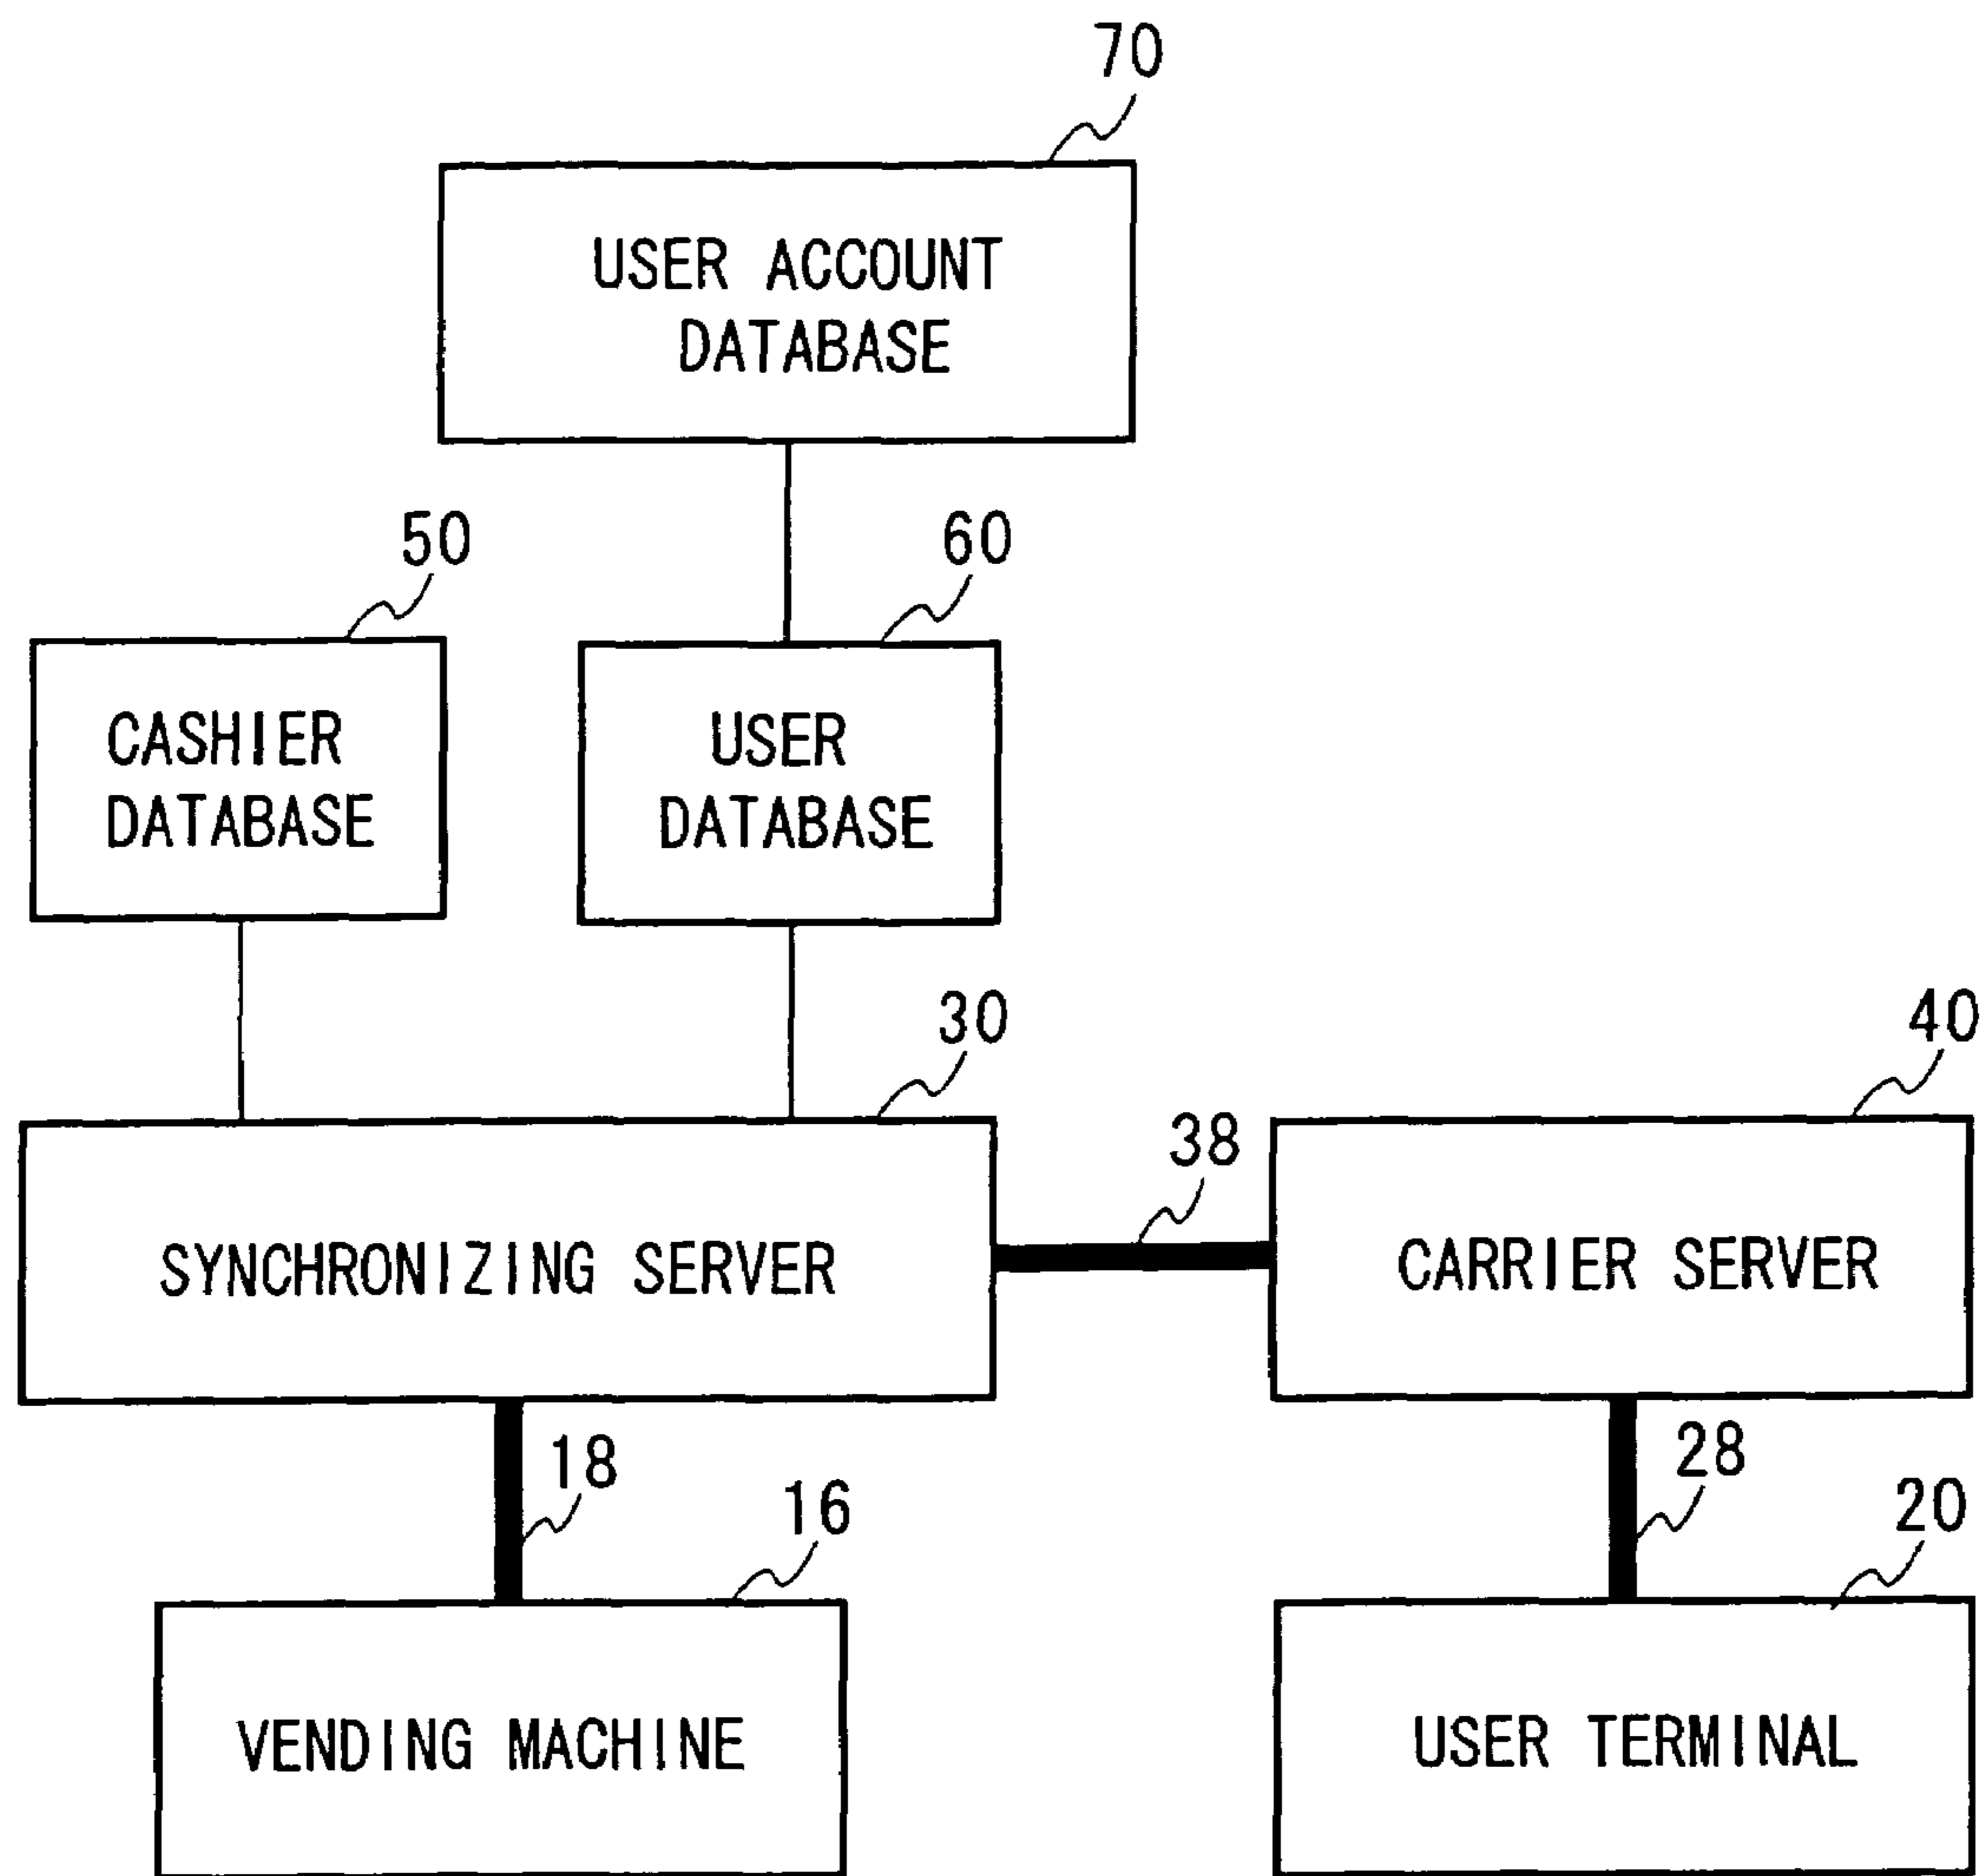 70
USER ACCOUNT
DATABASE
50
60
CASHIER
DATABASE
USER
DATABASE
30
40
38
SYNCHRONIZING SERVER
CARRIER SERVER
18
28
16
20
VENDING MACHINE
USER TERMINAL